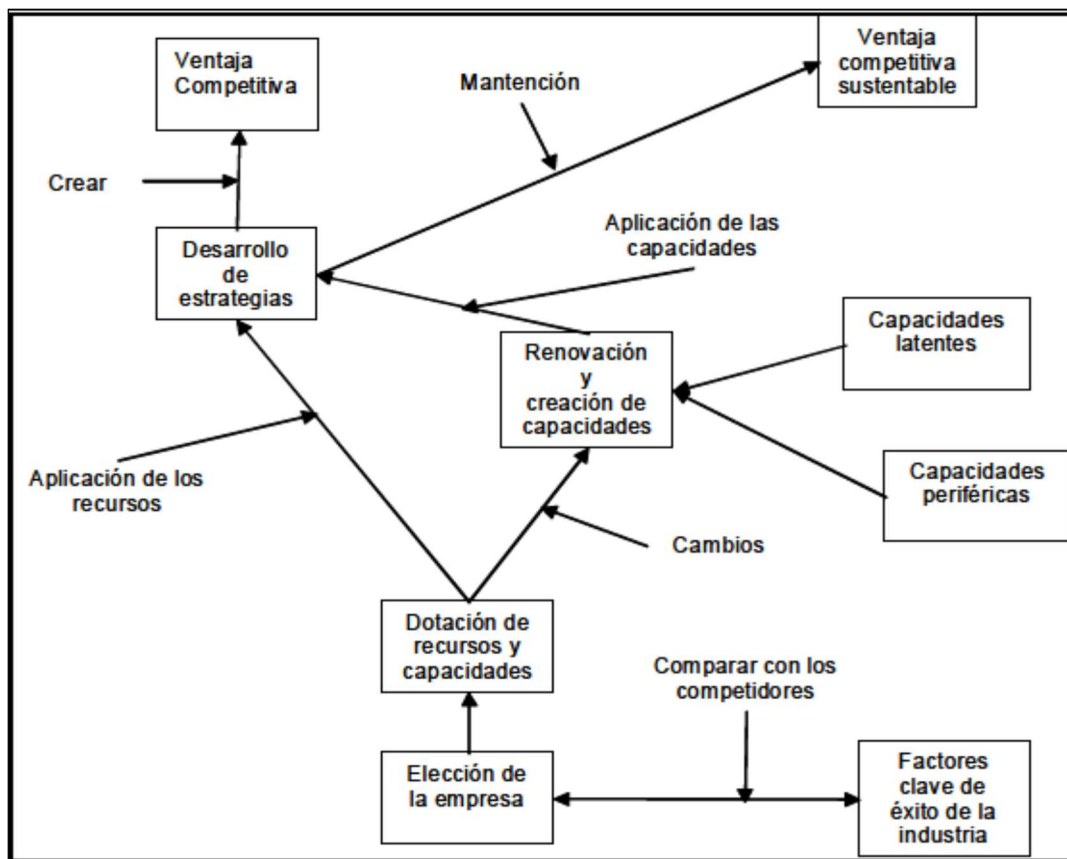 Ventaja
Competitiva
Mantención
Ventaja
competitiva
sustentable
Crear
Desarrollo
de
estrategias
Aplicación de las
capacidades
Renovación
y
creación de
capacidades
Capacidades
latentes
Aplicación de los
recursos
Capacidades
periféricas
Cambios
Dotación de
recursos y
capacidades
Comparar con los
competidores
Elección de
la empresa
Factores
clave de
éxito de la
industria